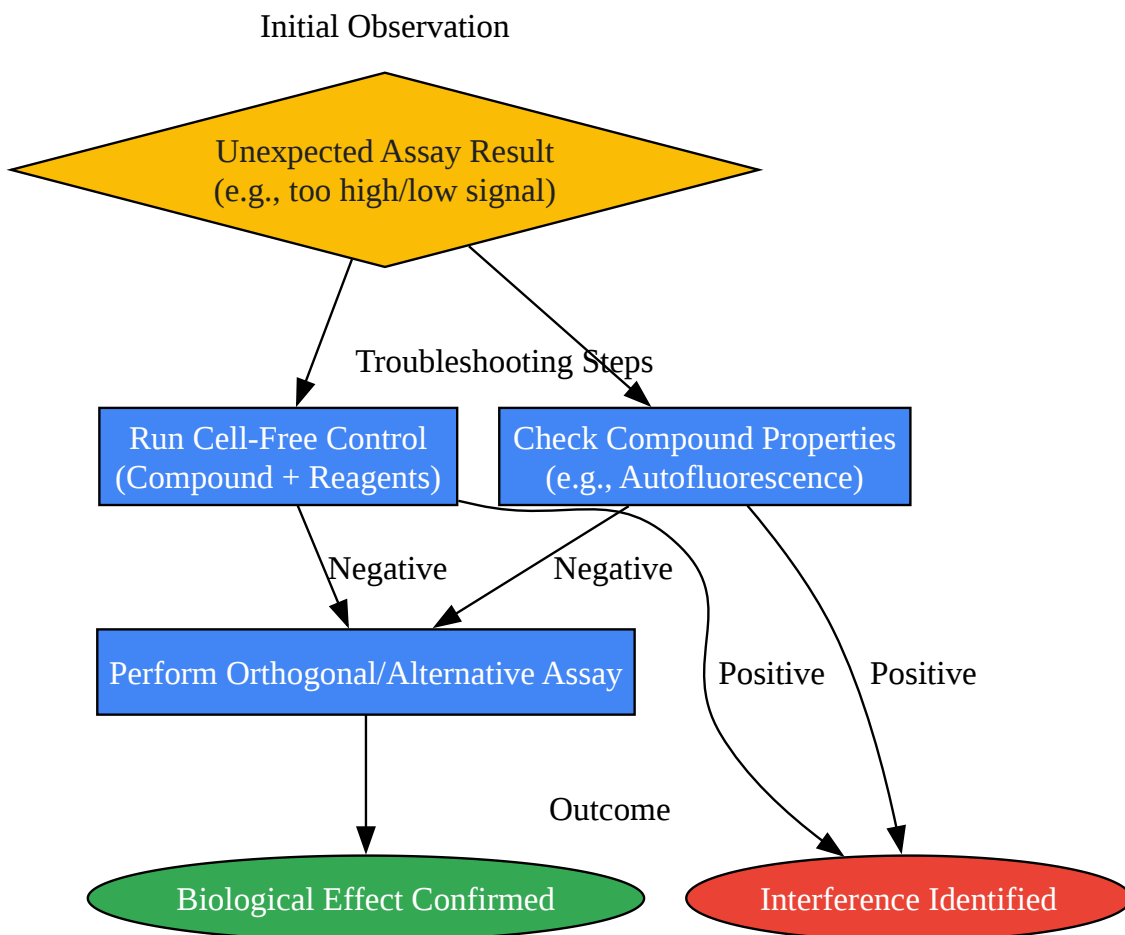 Initial Observation
Unexpected Assay Result
(e.g., too high/low signal)
Troubleshooting Steps
Run Cell-Free Control
(Compound + Reagents)
Check Compound Properties
(e.g., Autofluorescence)
Negative
Negative
Perform Orthogonal/Alternative Assay
Positive
Positive
Outcome
Biological Effect Confirmed
Interference Identified